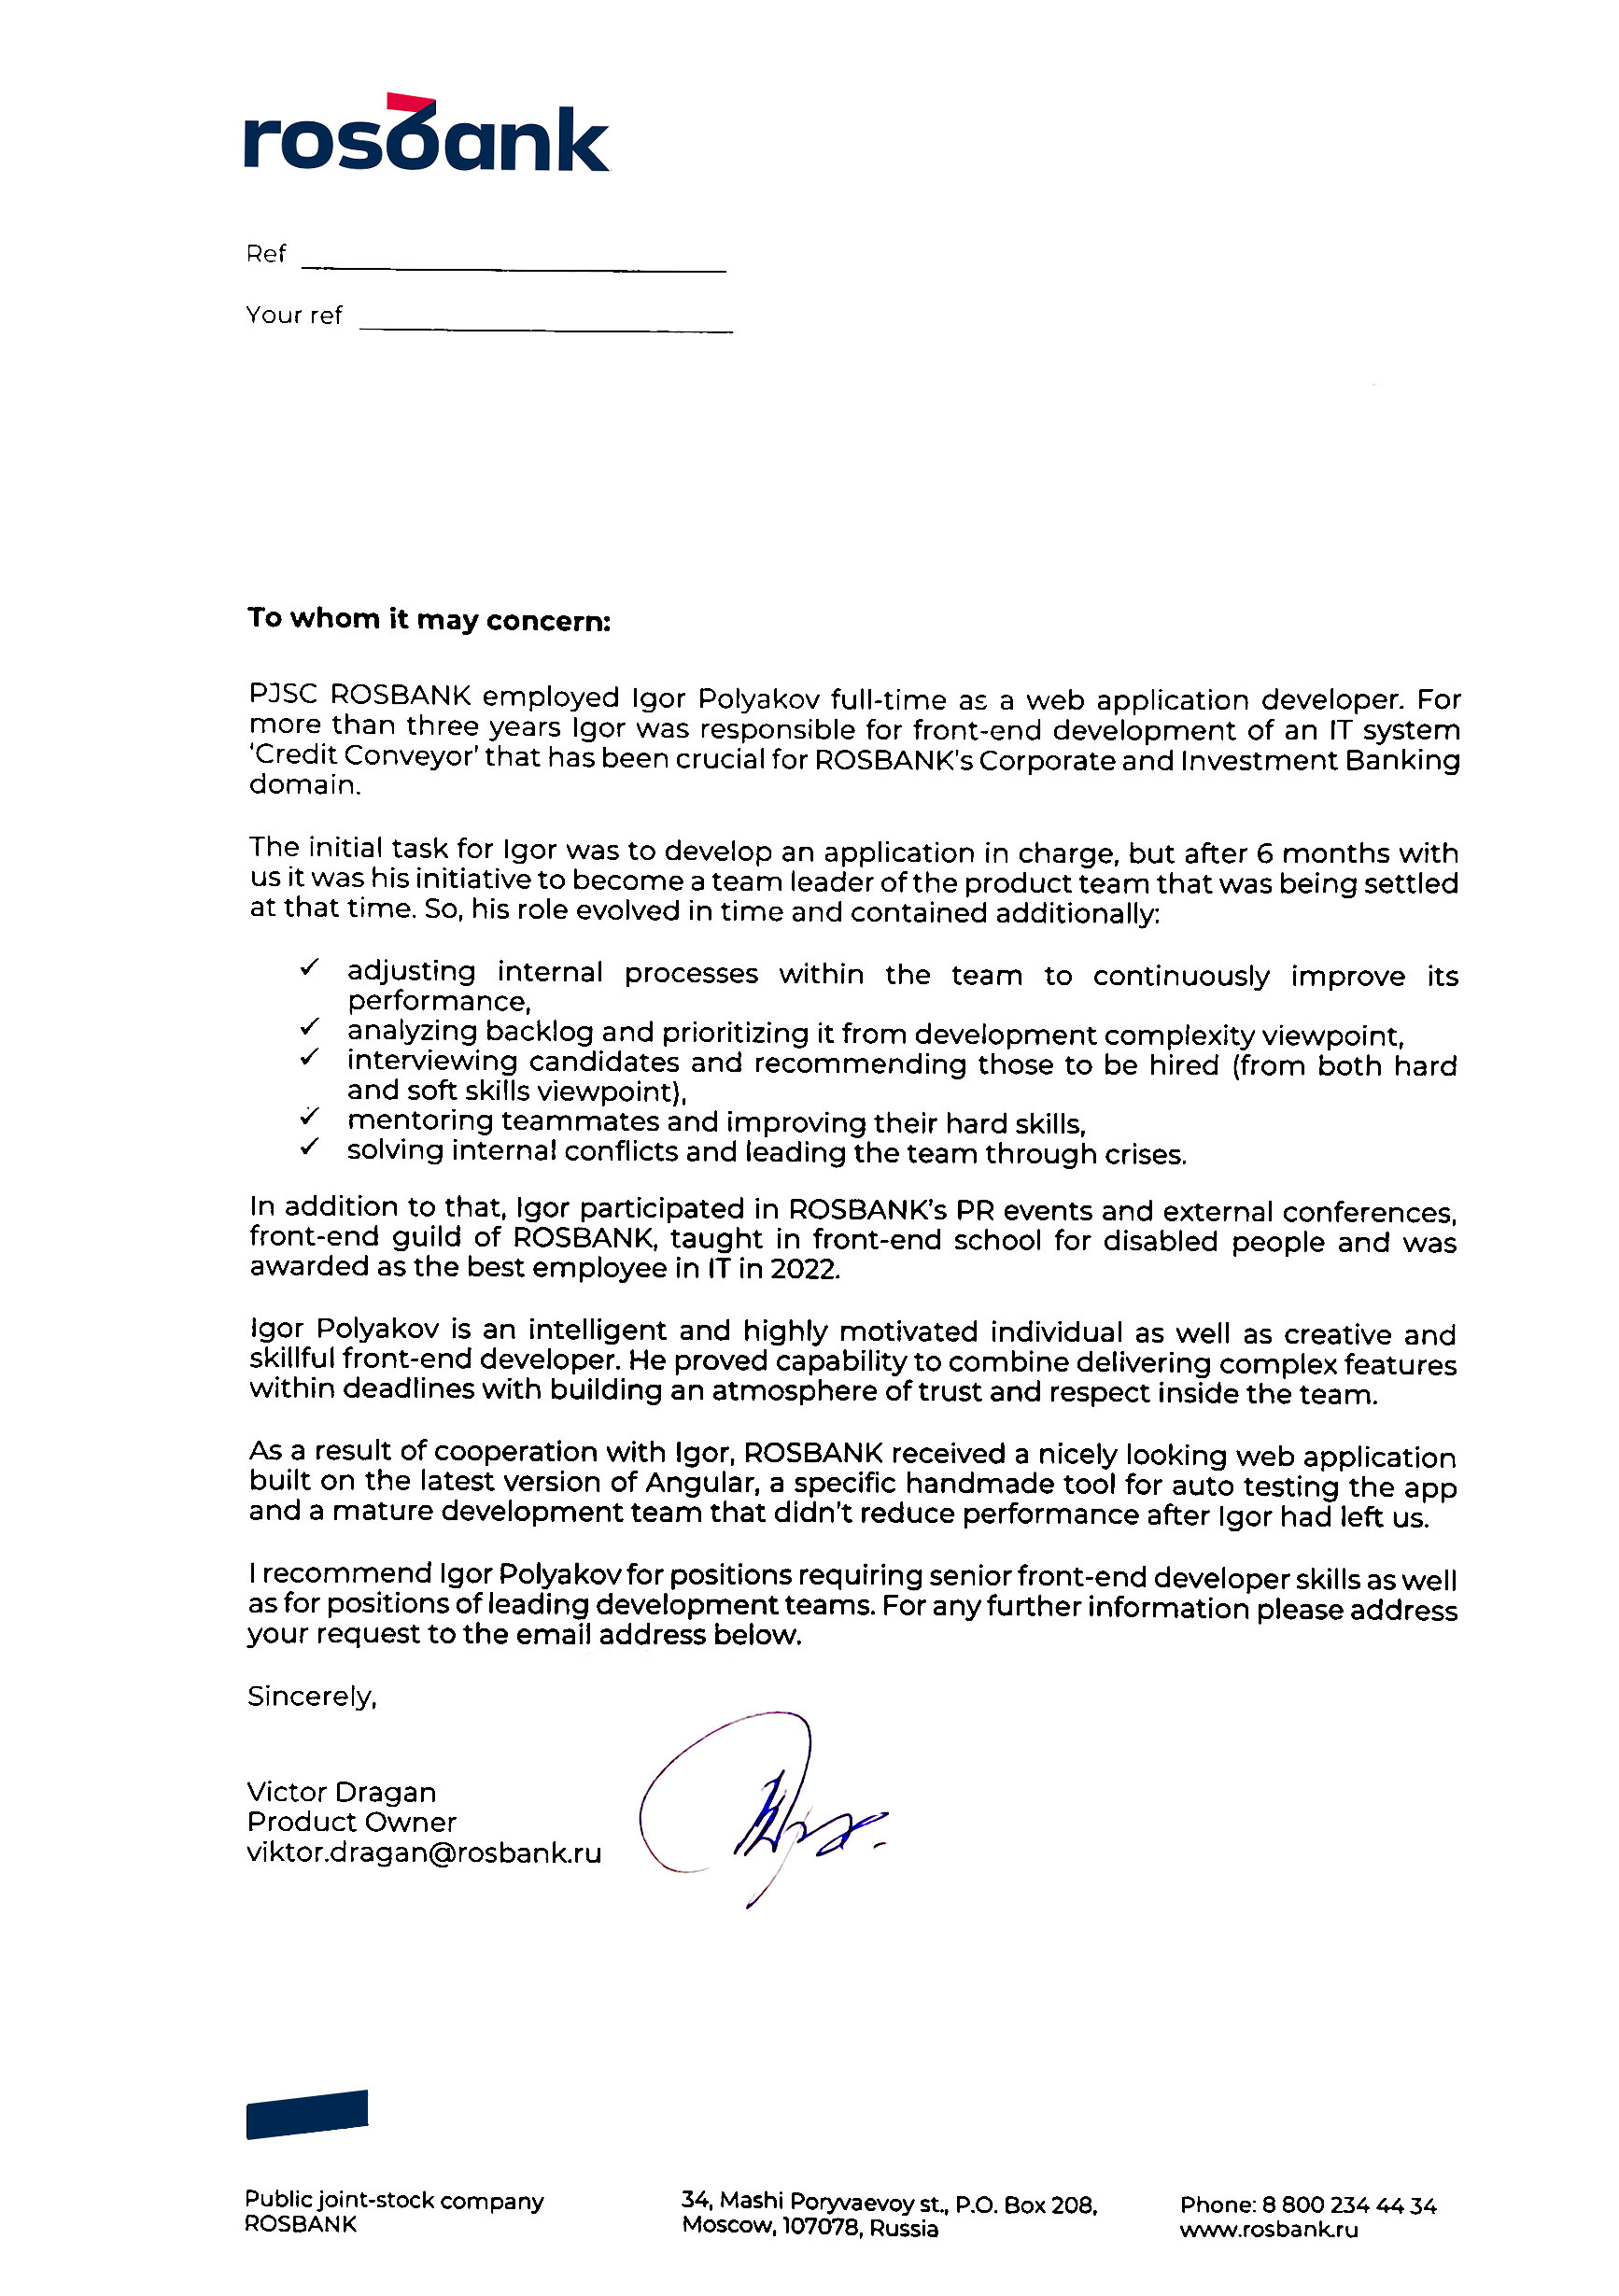 rosbank
Ref
Your ref
To whom it may concern:
PJSC ROSBANK employed Igor Polyakov full-time as a web application developer. For
more than three years Igor was responsible for front-end development of an IT system
'Credit Conveyor' that has been crucial for ROSBANK's Corporate and Investment Banking
domain.
The initial task for Igor was to develop an application in charge, but after 6 months with
us it was his initiative to become a team leader of the product team that was being settled
at that time. So, his role evolved in time and contained additionally:
✓ adjusting internal processes within the team to continuously improve its
performance,
✓ analyzing backlog and prioritizing it from development complexity viewpoint,
✓ interviewing candidates and recommending those to be hired (from both hard
and soft skills viewpoint),
✓ mentoring teammates and improving their hard skills,
✓ solving internal conflicts and leading the team through crises.
In addition to that, Igor participated in ROSBANK's PR events and external conferences,
front-end guild of ROSBANK, taught in front-end school for disabled people and was
awarded as the best employee in IT in 2022.
Igor Polyakov is an intelligent and highly motivated individual as well as creative and
skillful front-end developer. He proved capability to combine delivering complex features
within deadlines with building an atmosphere of trust and respect inside the team.
As a result of cooperation with Igor, ROSBANK received a nicely looking web application
built on the latest version of Angular, a specific handmade tool for auto testing the app
and a mature development team that didn't reduce performance after Igor had left us.
I recommend Igor Polyakov for positions requiring senior front-end developer skills as well
as for positions of leading development teams. For any further information please address
your request to the email address below.
Sincerely,
Victor Dragan
Product Owner
viktor.dragan@rosbank.ru
Public joint-stock company
ROSBANK
34, Mashi Poryvaevoy st., P.O. Box 208,
Moscow, 107078, Russia
Phone: 8 800 234 44 34
www.rosbank.ru